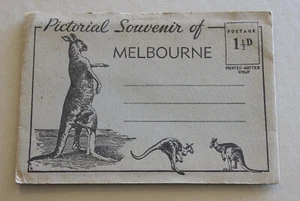 Pictorial Souvenir of
MELBOURNE
POSTAGE
1½D
PRINTED MATTER
ONLY